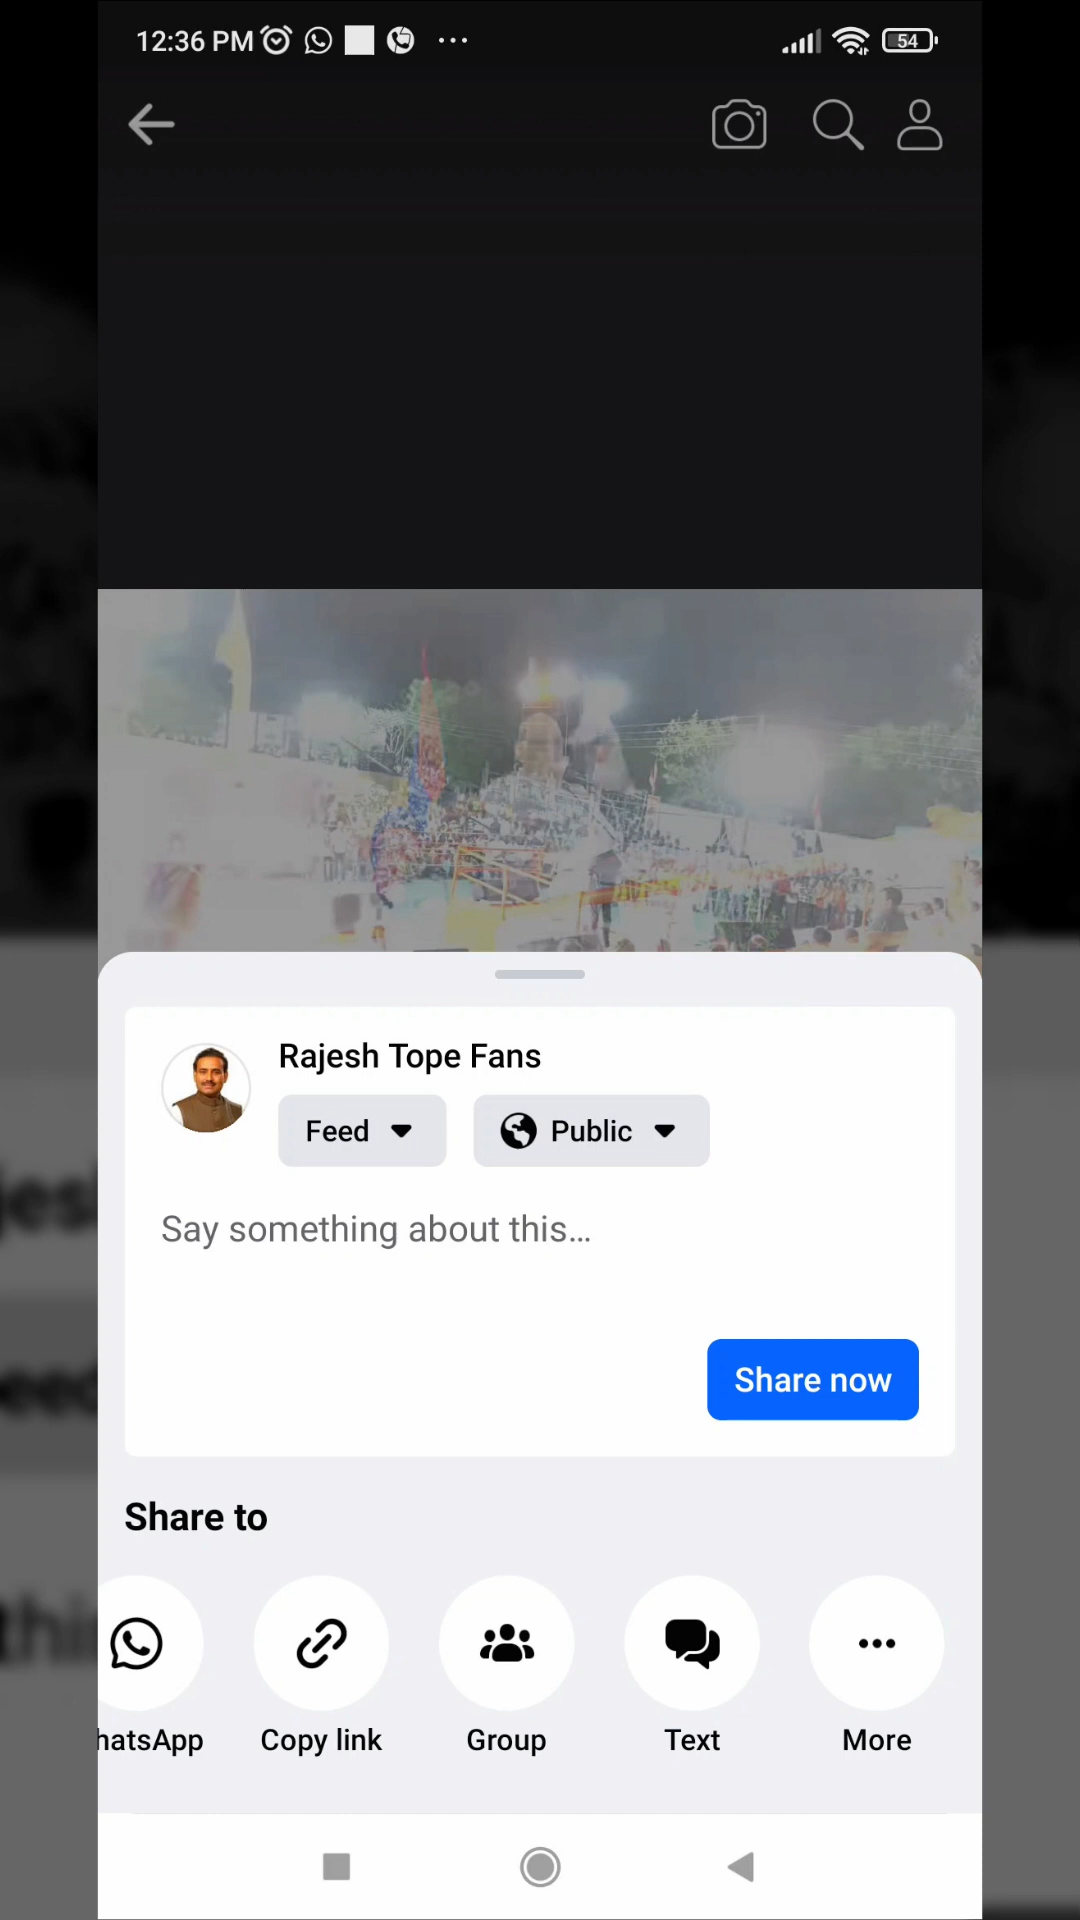 12:36 PM
54
Rajesh Tope Fans
Feed
Public
Say something about this...
Share now
Share to
hatsApp
Copy link
Group
Text
More